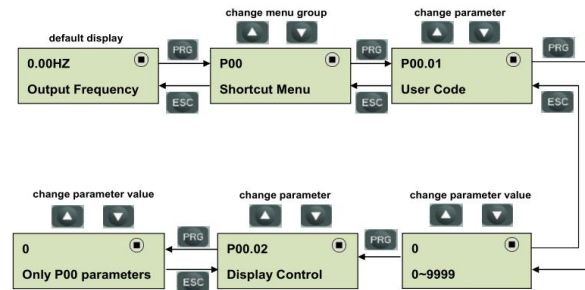 change menu group
change parameter
default display
PRG
PRG
PRG
0.00HZ
Output Frequency
P00
Shortcut Menu
P00.01
User Code
ESC
ESC
ESC
change parameter value
change parameter
change parameter value
PRG
PRG
0
Only P00 parameters
P00.02
Display Control
0
0~9999
ESC